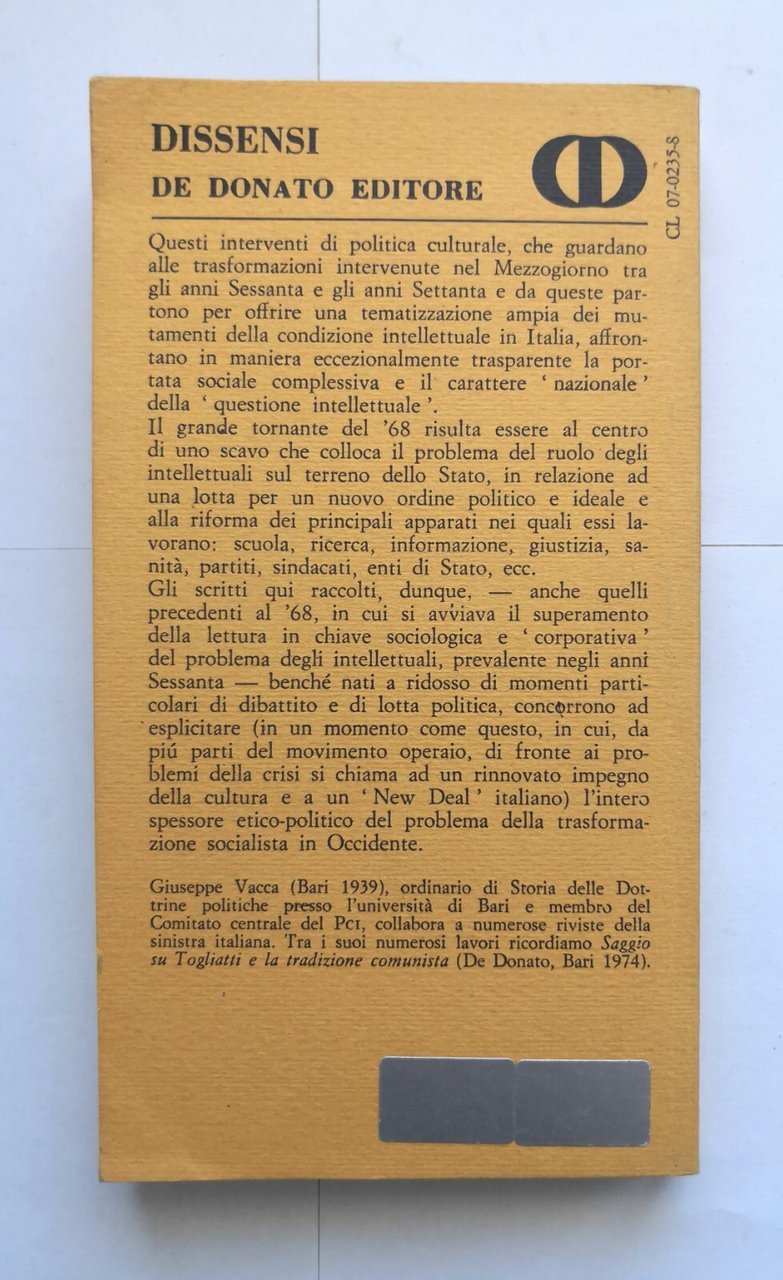 DISSENSI
DE DONATO EDITORE
CL 07-0235-8
Questi interventi di politica culturale, che guardano
alle trasformazioni intervenute nel Mezzogiorno tra
gli anni Sessanta e gli anni Settanta e da queste par-
tono per offrire una tematizzazione ampia dei mu-
tamenti della condizione intellettuale in Italia, affron-
tano in maniera eccezionalmente trasparente la por-
tata sociale complessiva e il carattere ‘ nazionale ’
della ‘ questione intellettuale ’.
Il grande tornante del ’68 risulta essere al centro
di uno scavo che colloca il problema del ruolo degli
intellettuali sul terreno dello Stato, in relazione ad
una lotta per un nuovo ordine politico e ideale e
alla riforma dei principali apparati nei quali essi la-
vorano: scuola, ricerca, informazione, giustizia, sa-
nità, partiti, sindacati, enti di Stato, ecc.
Gli scritti qui raccolti, dunque, — anche quelli
precedenti al ’68, in cui si avviava il superamento
della lettura in chiave sociologica e ‘ corporativa ’
del problema degli intellettuali, prevalente negli anni
Sessanta — benché nati a ridosso di momenti parti-
colari di dibattito e di lotta politica, concorrono ad
esplicitare (in un momento come questo, in cui, da
piú parti del movimento operaio, di fronte ai pro-
blemi della crisi si chiama ad un rinnovato impegno
della cultura e a un ‘ New Deal ’ italiano) l’intero
spessore etico-politico del problema della trasforma-
zione socialista in Occidente.
Giuseppe Vacca (Bari 1939), ordinario di Storia delle Dot-
trine politiche presso l’università di Bari e membro del
Comitato centrale del PCI, collabora a numerose riviste della
sinistra italiana. Tra i suoi numerosi lavori ricordiamo Saggio
su Togliatti e la tradizione comunista (De Donato, Bari 1974).